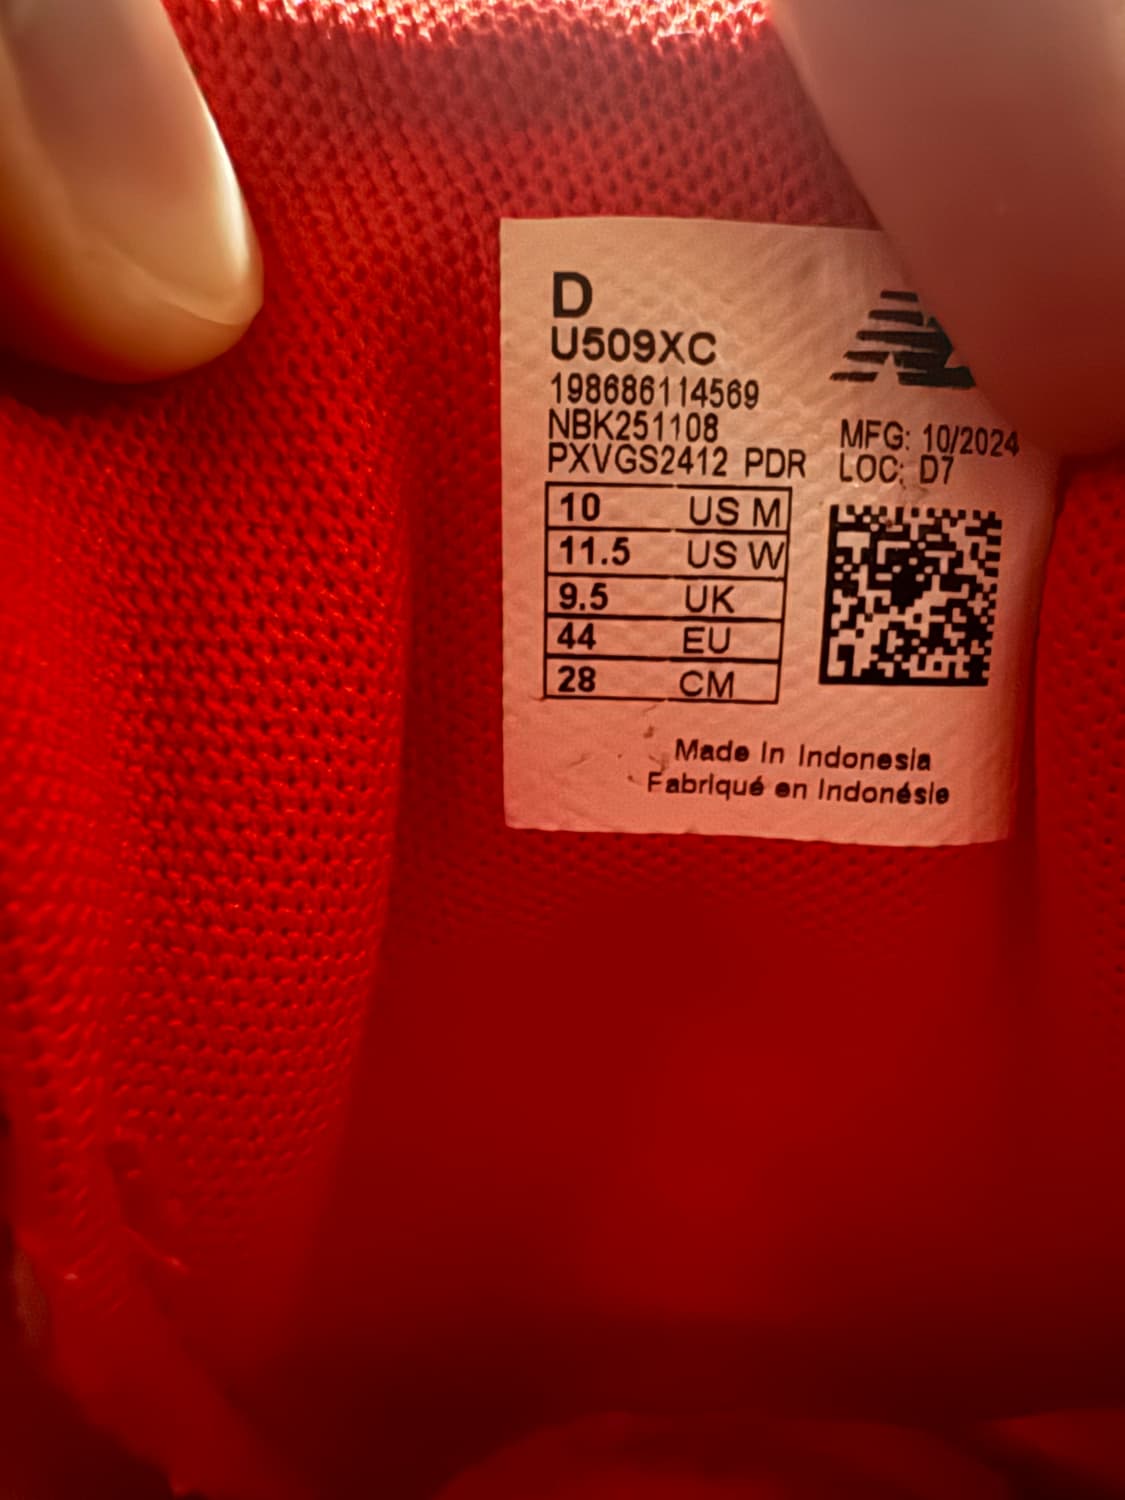 D
U509XC
198686114569
NBK251108
PXVGS2412 PDR
MFG: 10/2024
LOC: D7
10 US M
11.5 US W
9.5 UK
44 EU
28 CM
Made In Indonesia
Fabriqué en Indonésie